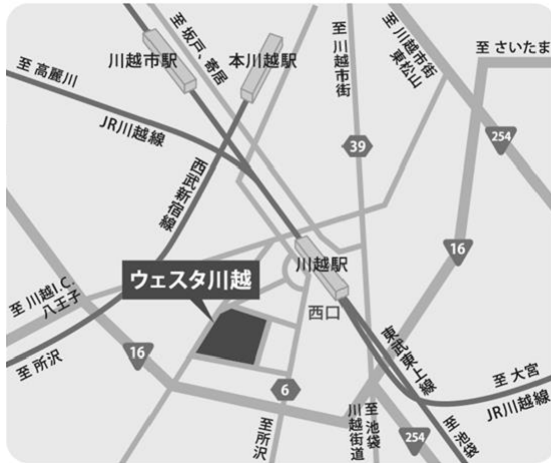 至 坂戸、寄居
川越市駅
本川越駅
至 川越市街
至 川越市街
東松山
至 さいたま
至 高麗川
JR川越線
西武新宿線
39
254
16
川越駅
西口
ウェスタ川越
至 川越I.C.
八王子
至 所沢
16
6
至 所沢
東武東上線
至 大宮
JR川越線
至 池袋
川越街道
254
至 池袋